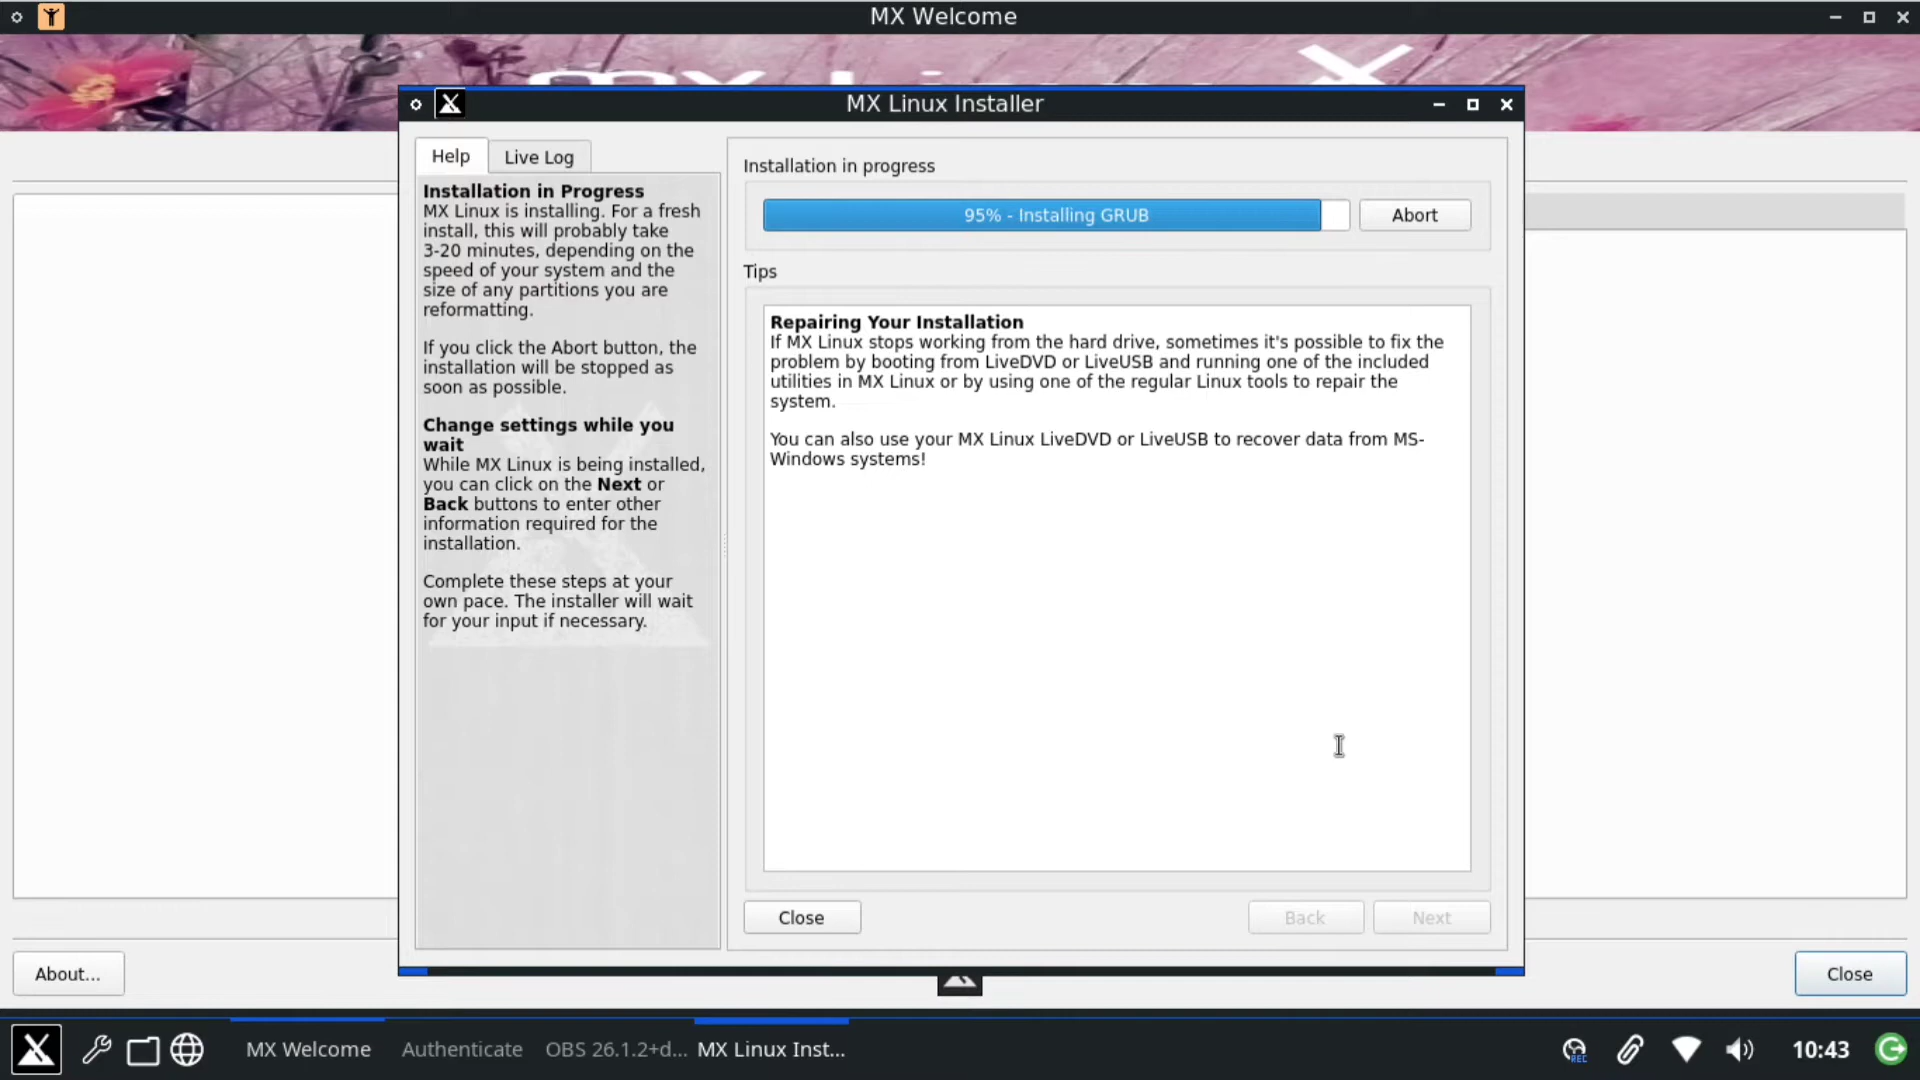 MX Welcome
MX Linux Installer
Help
Live Log
Installation in Progress
MX Linux is installing. For a fresh
install, this will probably take
3-20 minutes, depending on the
speed of your system and the
size of any partitions you are
reformatting.
If you click the Abort button, the
installation will be stopped as
soon as possible.
Change settings while you
wait
While MX Linux is being installed,
you can click on the Next or
Back buttons to enter other
information required for the
installation.
Complete these steps at your
own pace. The installer will wait
for your input if necessary.
Installation in progress
95% - Installing GRUB
Abort
Tips
Repairing Your Installation
If MX Linux stops working from the hard drive, sometimes it's possible to fix the
problem by booting from LiveDVD or LiveUSB and running one of the included
utilities in MX Linux or by using one of the regular Linux tools to repair the
system.
You can also use your MX Linux LiveDVD or LiveUSB to recover data from MS-
Windows systems!
Close
Back
Next
About...
Close
MX Welcome
Authenticate
OBS 26.1.2+d...
MX Linux Inst...
REC
10:43